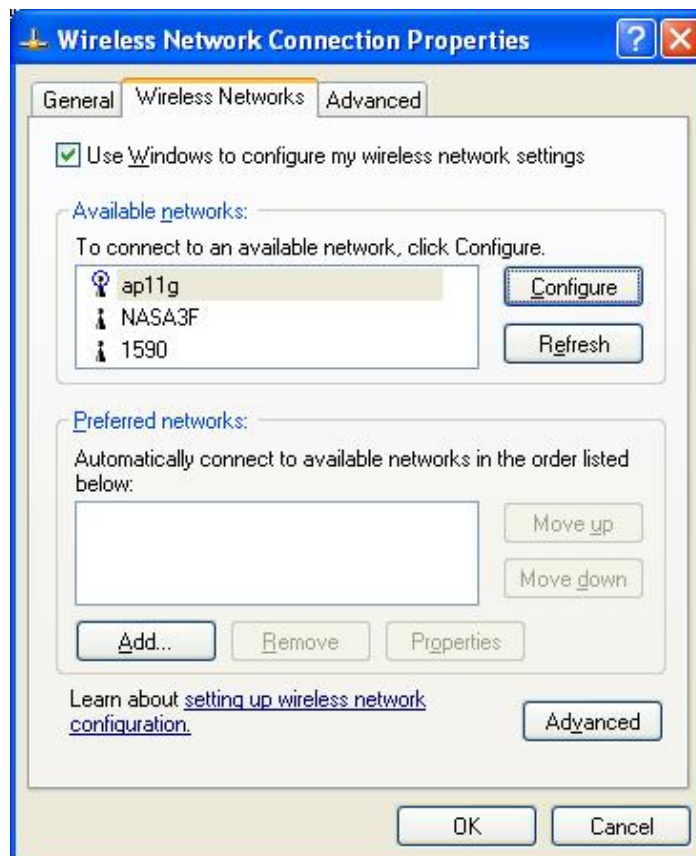 Wireless Network Connection Properties
General Wireless Networks Advanced
Use Windows to configure my wireless network settings
Available networks:
To connect to an available network, click Configure.
ap11g
Configure
NASA3F
1590
Refresh
Preferred networks:
Automatically connect to available networks in the order listed
below:
Move up
Move down
Add... Remove Properties
Learn about setting up wireless network
configuration.
Advanced
OK Cancel